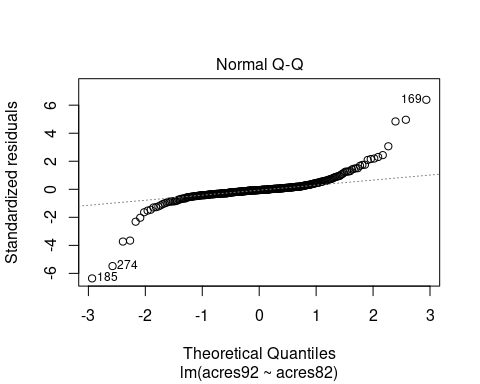 Normal Q-Q
Standardized residuals
6
4
2
0
-2
-4
-6
169
274
185
-3 -2 -1 0 1 2 3
Theoretical Quantiles
lm(acres92 ~ acres82)